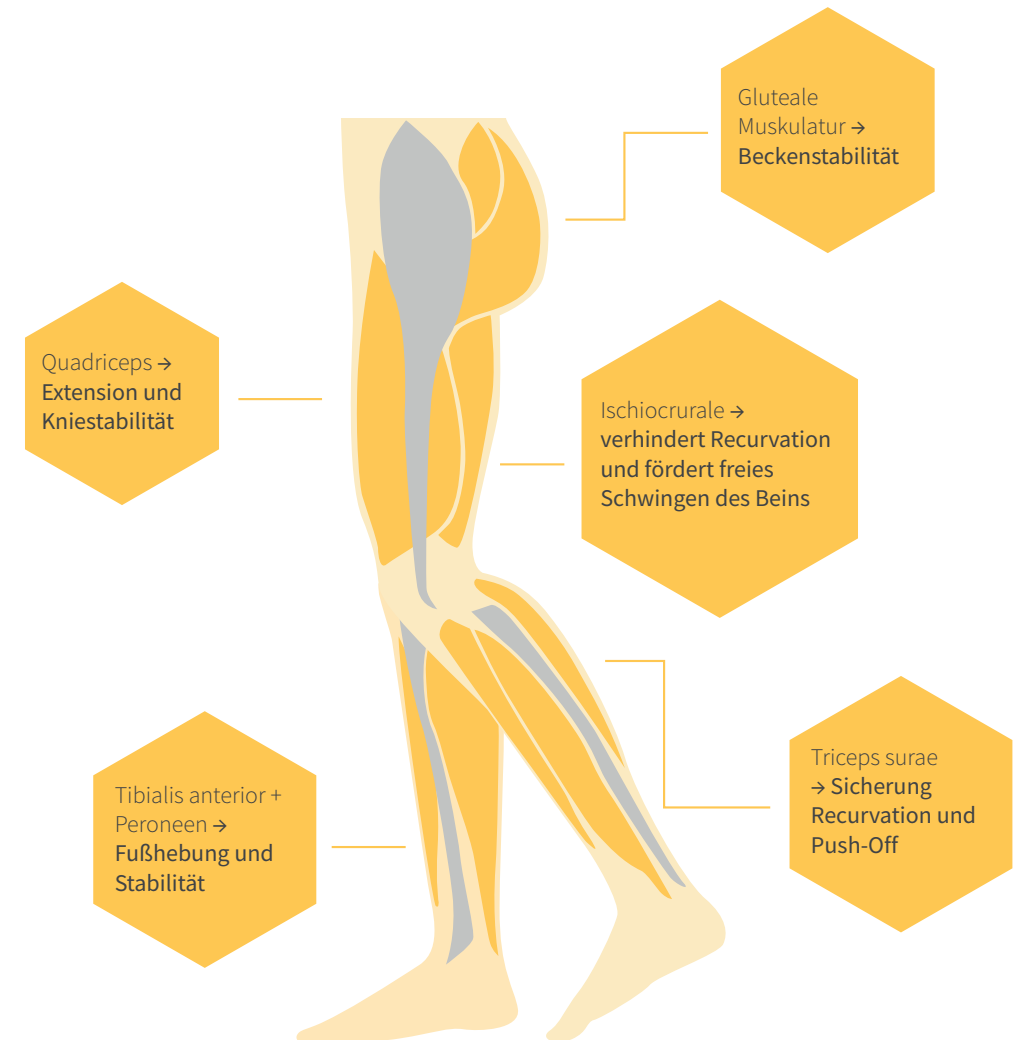 Gluteale
Muskulatur →
Beckenstabilität
Quadriceps →
Extension und
Kniestabilität
Ischiocrurale →
verhindert Recurvation
und fördert freies
Schwingen des Beins
Triceps surae
→ Sicherung
Recurvation und
Push-Off
Tibialis anterior +
Peroneen →
Fußhebung und
Stabilität